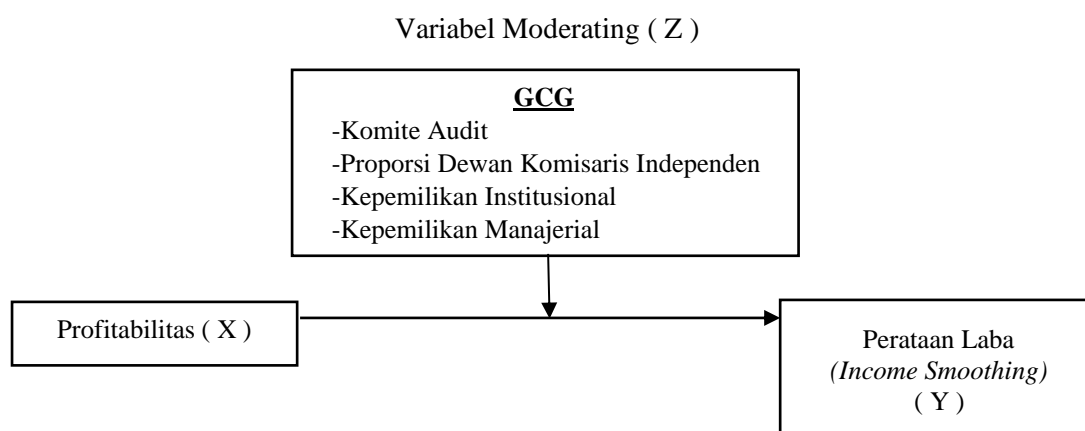 Variabel Moderating ( Z )
GCG
-Komite Audit
-Proporsi Dewan Komisaris Independen
-Kepemilikan Institusional
-Kepemilikan Manajerial
Profitabilitas ( X )
Perataan Laba
(Income Smoothing)
( Y )